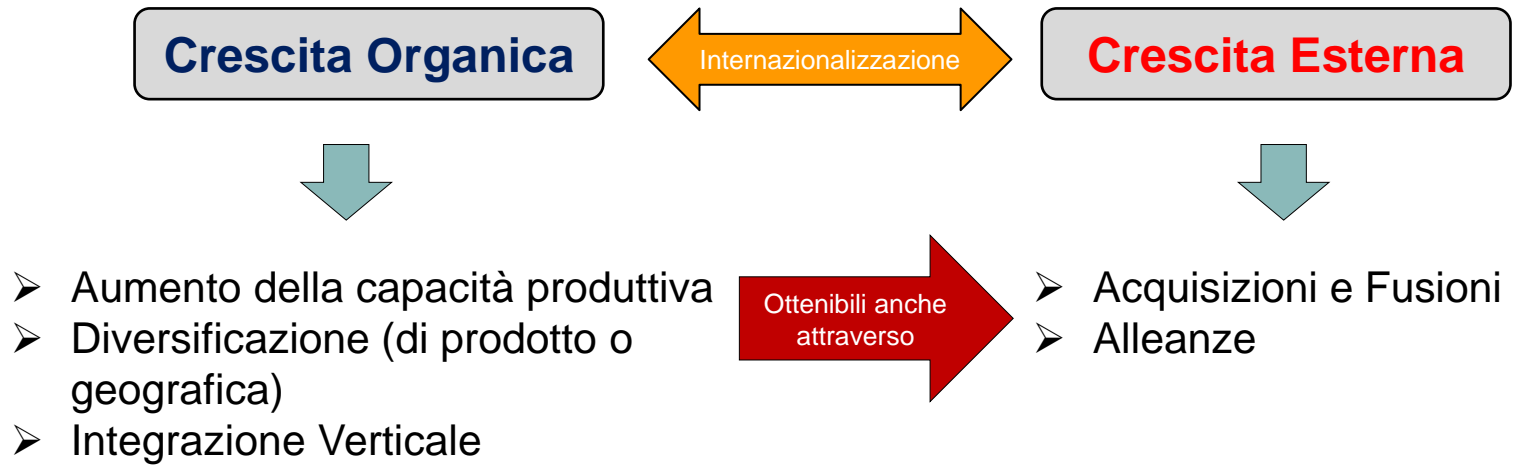 Crescita Organica
Internazionalizzazione
Crescita Esterna
➢ Aumento della capacità produttiva
➢ Diversificazione (di prodotto o
geografica)
➢ Integrazione Verticale
Ottenibili anche
attraverso
➢ Acquisizioni e Fusioni
➢ Alleanze